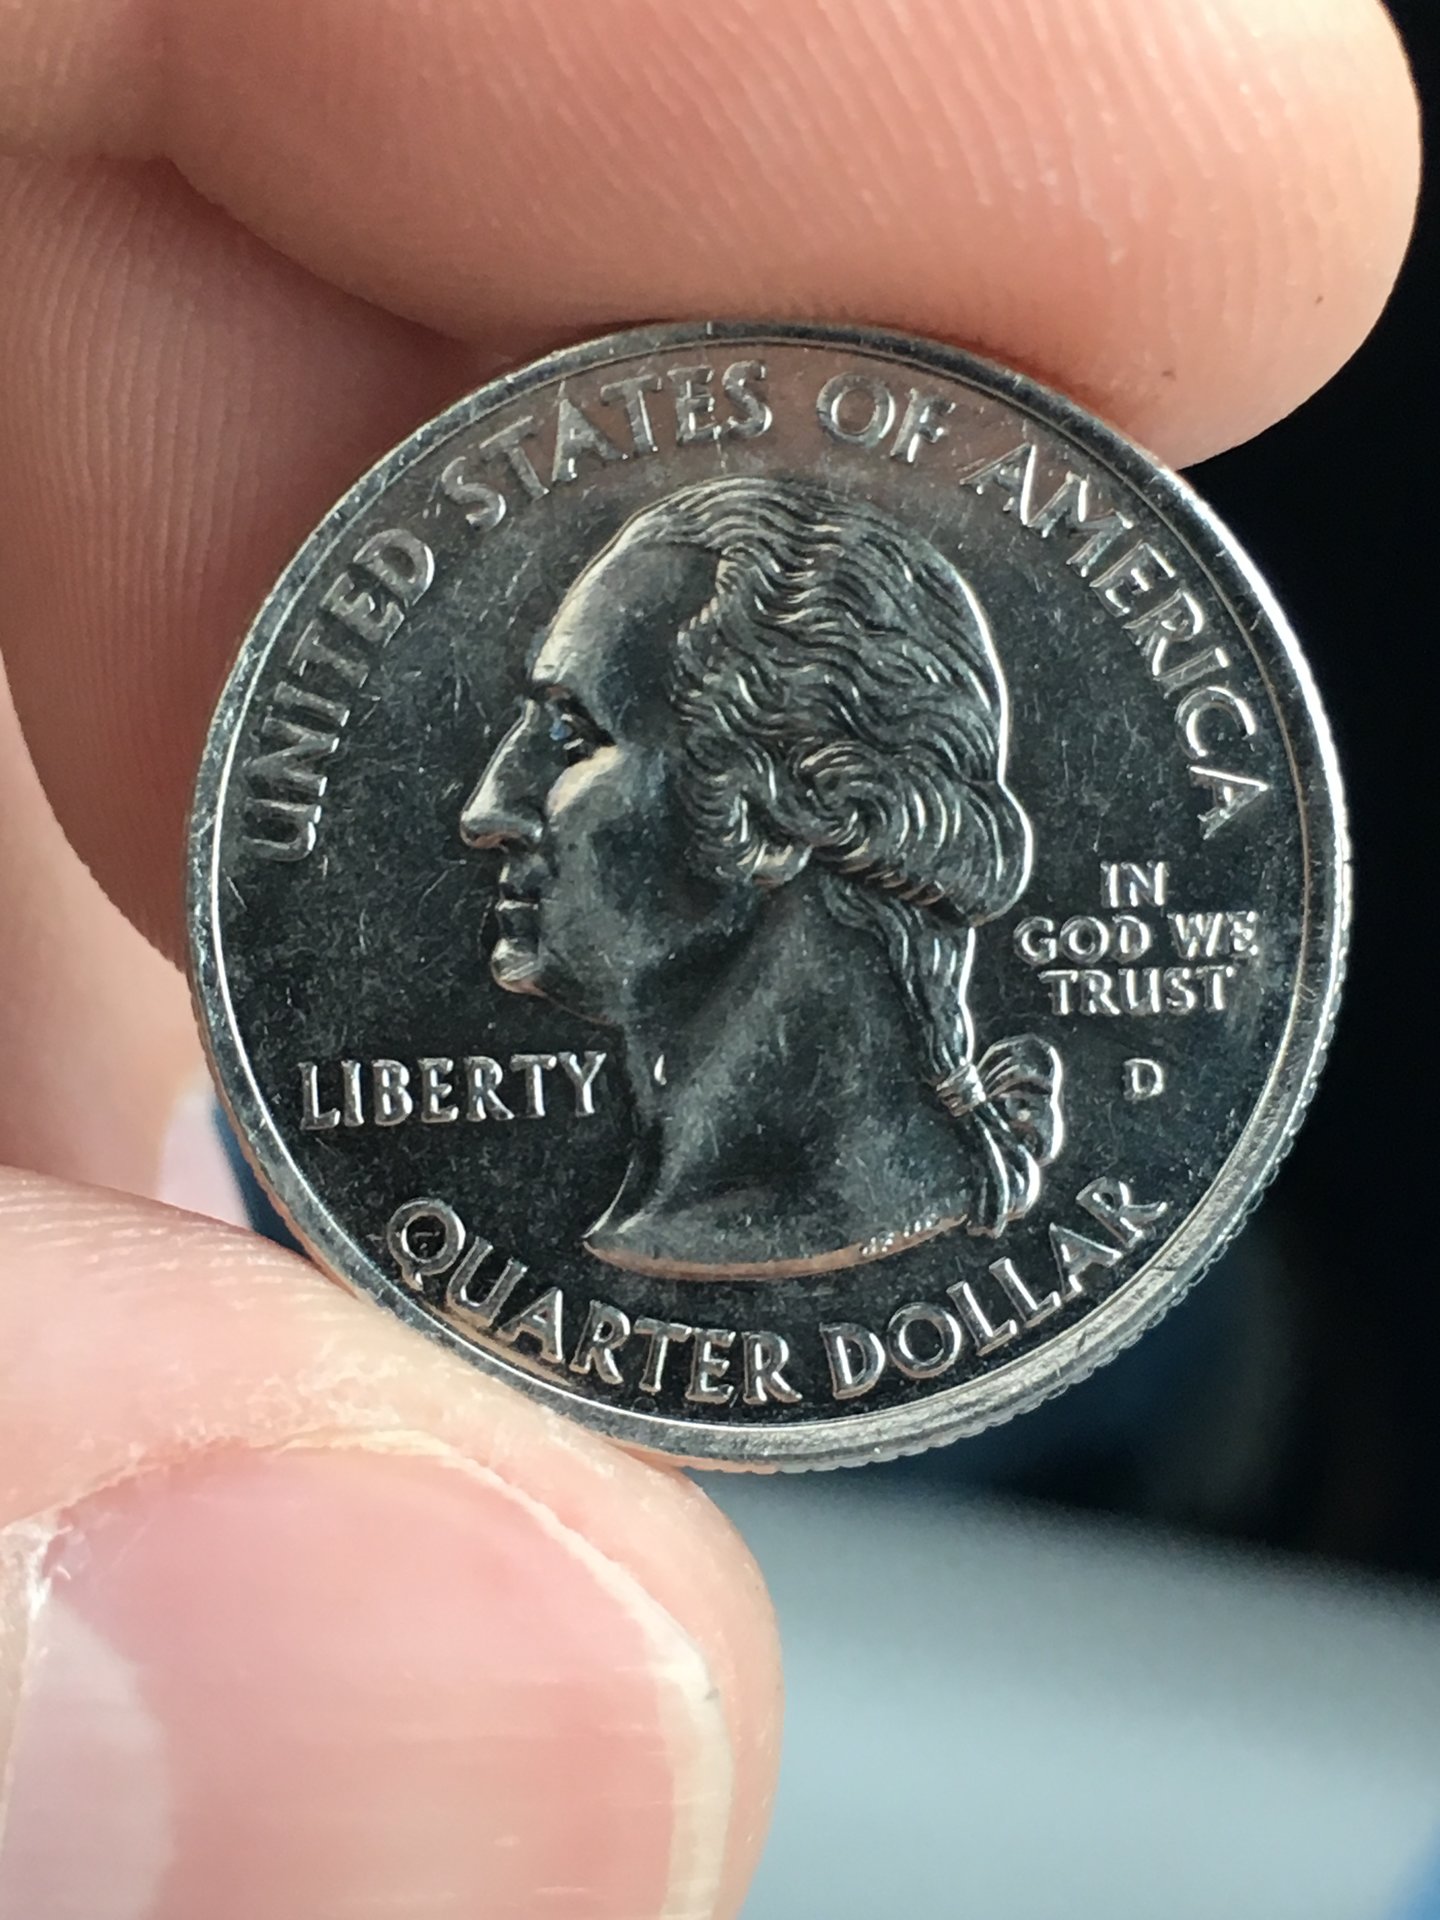 UNITED STATES OF AMERICA
IN
GOD WE
TRUST
LIBERTY
D
QUARTER DOLLAR